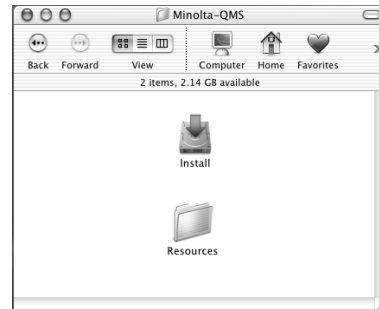 Minolta-QMS
Back Forward View Computer Home Favorites
2 items, 2.14 GB available
Install
Resources